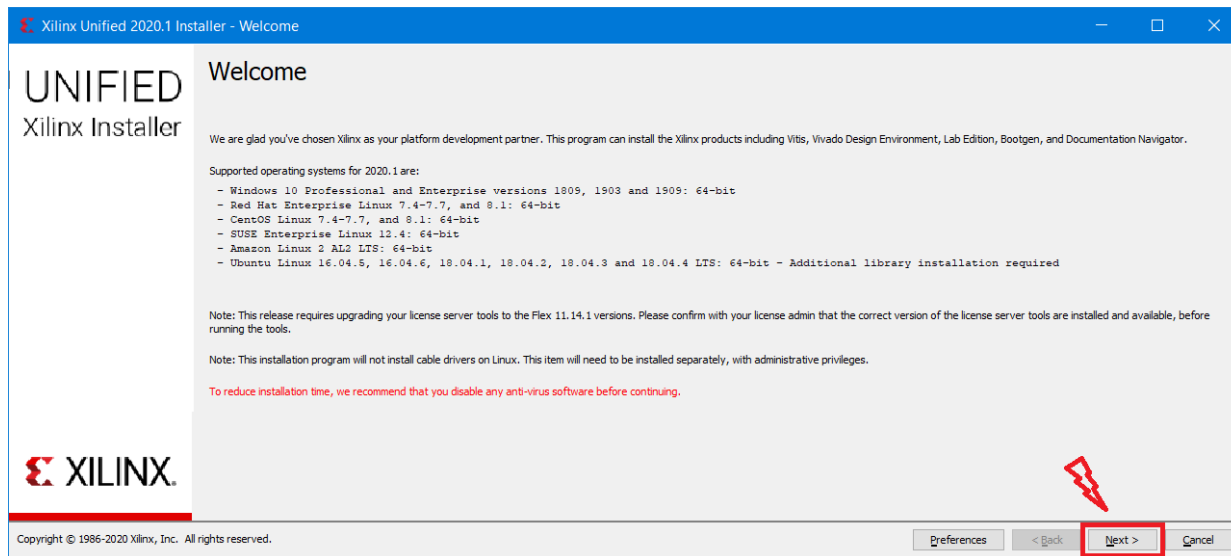 Xilinx Unified 2020.1 Installer - Welcome
UNIFIED
Xilinx Installer
Welcome
We are glad you've chosen Xilinx as your platform development partner. This program can install the Xilinx products including Vitis, Vivado Design Environment, Lab Edition, Bootgen, and Documentation Navigator.
Supported operating systems for 2020.1 are:
- Windows 10 Professional and Enterprise versions 1809, 1903 and 1909: 64-bit
- Red Hat Enterprise Linux 7.4-7.7, and 8.1: 64-bit
- CentOS Linux 7.4-7.7, and 8.1: 64-bit
- SUSE Enterprise Linux 12.4: 64-bit
- Amazon Linux 2 AL2 LTS: 64-bit
- Ubuntu Linux 16.04.5, 16.04.6, 18.04.1, 18.04.2, 18.04.3 and 18.04.4 LTS: 64-bit - Additional library installation required
Note: This release requires upgrading your license server tools to the Flex 11.14.1 versions. Please confirm with your license admin that the correct version of the license server tools are installed and available, before
running the tools.
Note: This installation program will not install cable drivers on Linux. This item will need to be installed separately, with administrative privileges.
To reduce installation time, we recommend that you disable any anti-virus software before continuing.
XILINX.
Copyright © 1986-2020 Xilinx, Inc. All rights reserved.
Preferences
< Back
Next >
Cancel